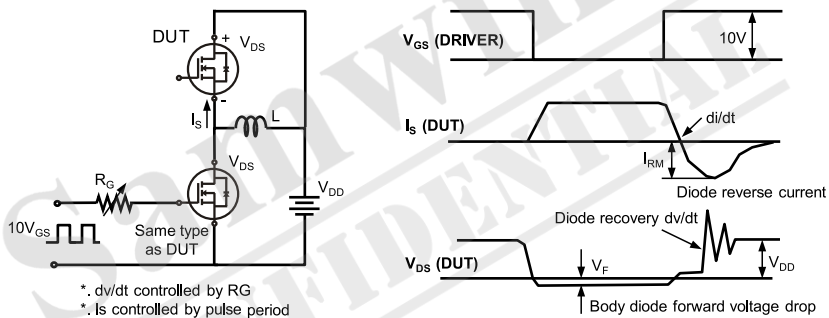 DUT
+
VDS
-
IS
L
VDS
RG
VDD
10VGS
Same type
as DUT
*. dv/dt controlled by RG
*. Is controlled by pulse period
VGS (DRIVER)
10V
IS (DUT)
di/dt
IRM
Diode reverse current
Diode recovery dv/dt
VDS (DUT)
VF
VDD
Body diode forward voltage drop
Samwin
CONFIDENTIAL